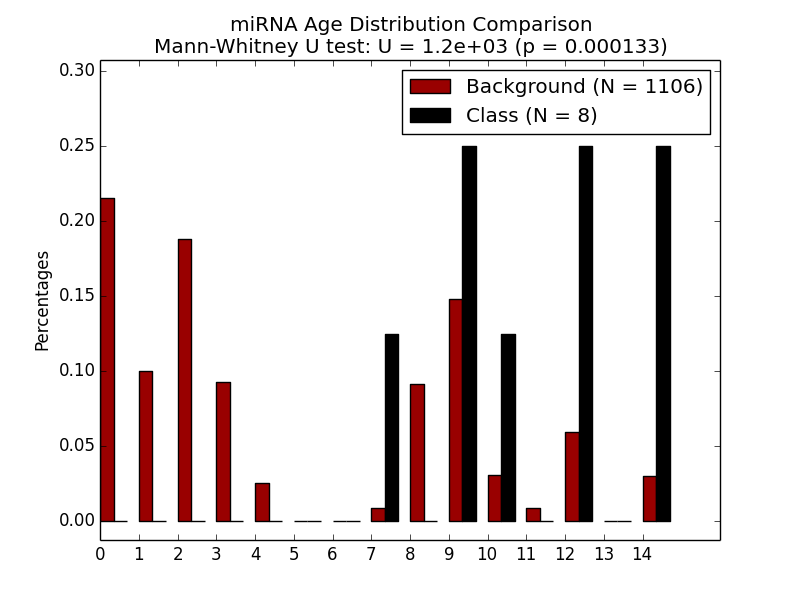 miRNA Age Distribution Comparison
Mann-Whitney U test: U = 1.2e+03 (p = 0.000133)
Background (N = 1106)
Class (N = 8)
Percentages
0.30
0.25
0.20
0.15
0.10
0.05
0.00
0 1 2 3 4 5 6 7 8 9 10 11 12 13 14